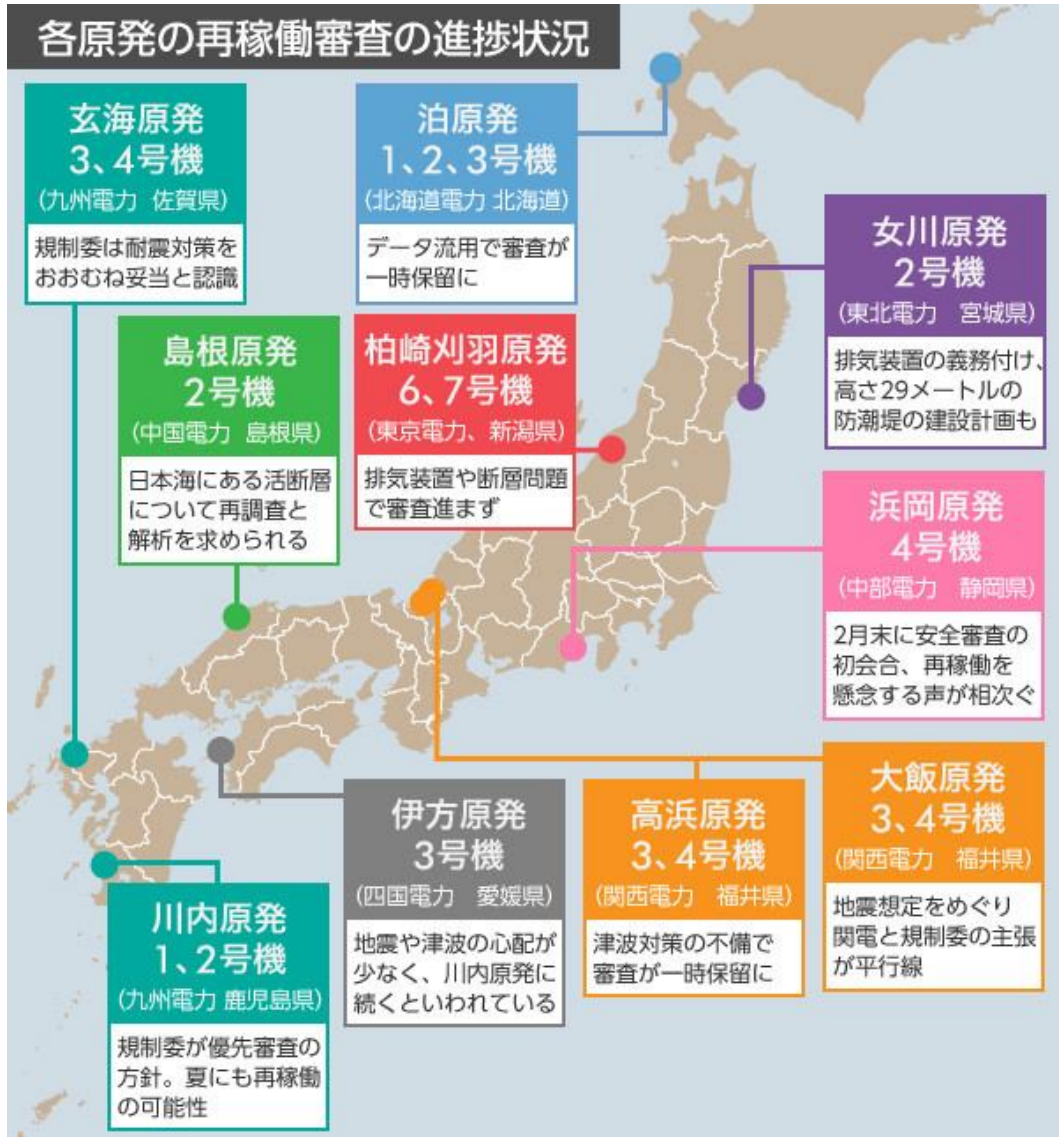 各原発の再稼働審査の進捗状況
玄海原発
3、4号機
(九州電力 佐賀県)
規制委は耐震対策を
おおむね妥当と認識
泊原発
1、2、3号機
(北海道電力 北海道)
データ流用で審査が
一時保留に
女川原発
2号機
(東北電力 宮城県)
排気装置の義務付け、
高さ29メートルの
防潮堤の建設計画も
島根原発
2号機
(中国電力 島根県)
日本海にある活断層
について再調査と
解析を求められる
柏崎刈羽原発
6、7号機
(東京電力、新潟県)
排気装置や断層問題
で審査進まず
浜岡原発
4号機
(中部電力 静岡県)
2月末に安全審査の
初会合、再稼働を
懸念する声が相次ぐ
伊方原発
3号機
(四国電力 愛媛県)
地震や津波の心配が
少なく、川内原発に
続くといわれている
高浜原発
3、4号機
(関西電力 福井県)
津波対策の不備で
審査が一時保留に
大飯原発
3、4号機
(関西電力 福井県)
地震想定をめぐり
関電と規制委の主張
が平行線
川内原発
1、2号機
(九州電力 鹿児島県)
規制委が優先審査の
方針。夏にも再稼働
の可能性